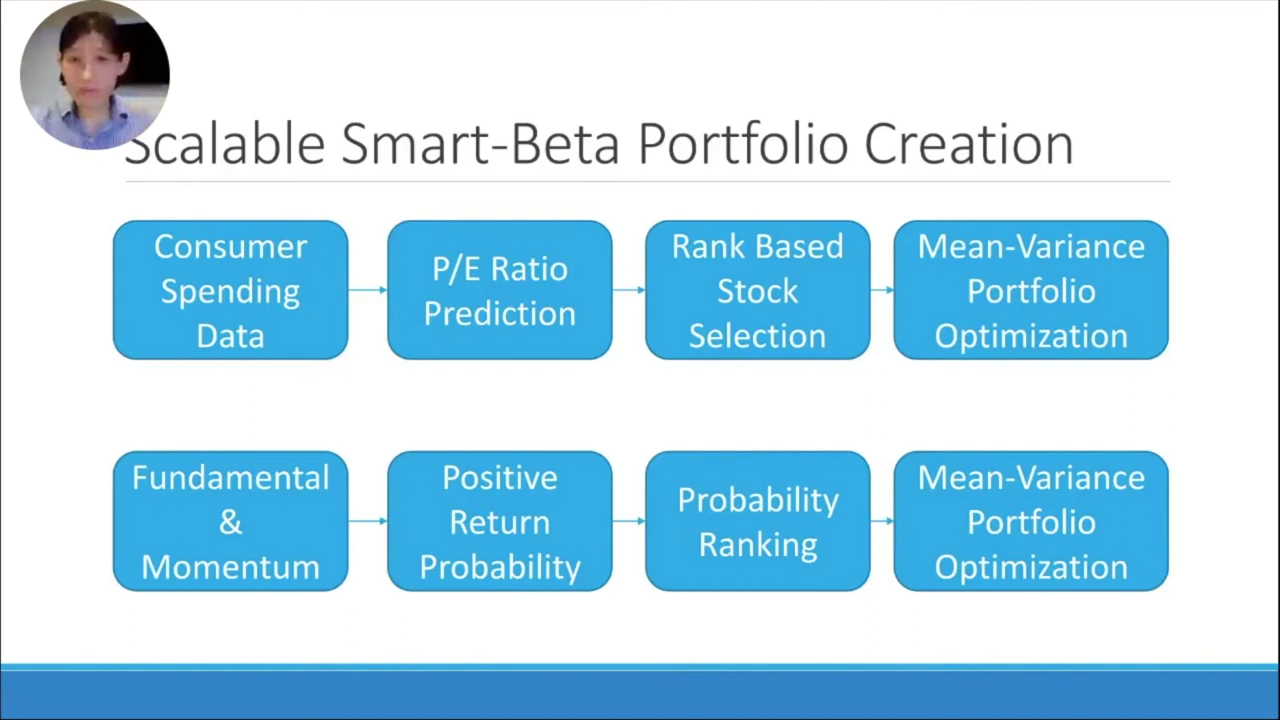 Scalable Smart-Beta Portfolio Creation
Consumer
Spending
Data
P/E Ratio
Prediction
Rank Based
Stock
Selection
Mean-Variance
Portfolio
Optimization
Fundamental
&
Momentum
Positive
Return
Probability
Probability
Ranking
Mean-Variance
Portfolio
Optimization